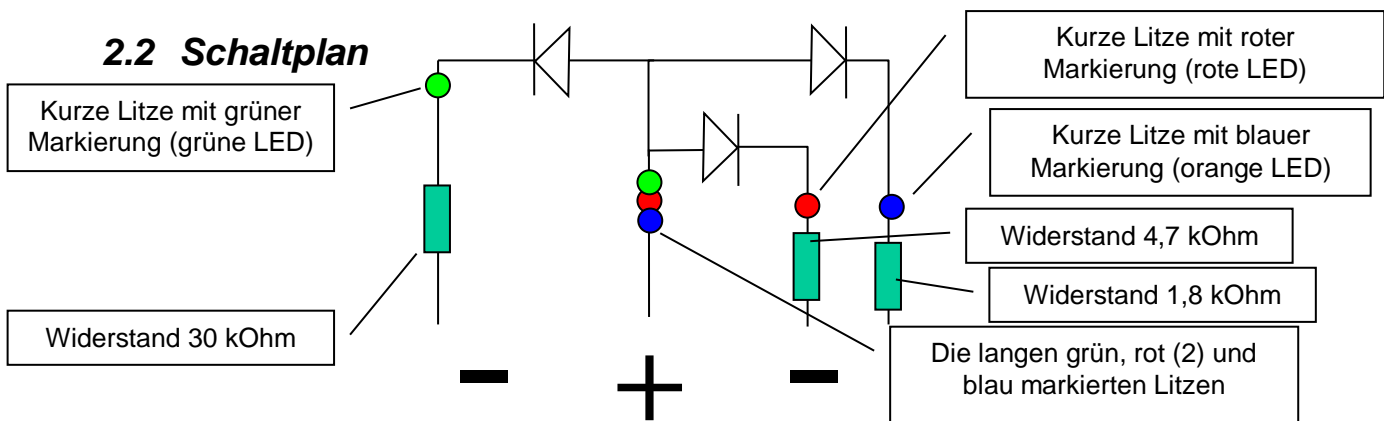 2.2 Schaltplan
Kurze Litze mit grüner
Markierung (grüne LED)
Widerstand 30 kOhm
Kurze Litze mit roter
Markierung (rote LED)
Kurze Litze mit blauer
Markierung (orange LED)
Widerstand 4,7 kOhm
Widerstand 1,8 kOhm
Die langen grün, rot (2) und
blau markierten Litzen
- + -